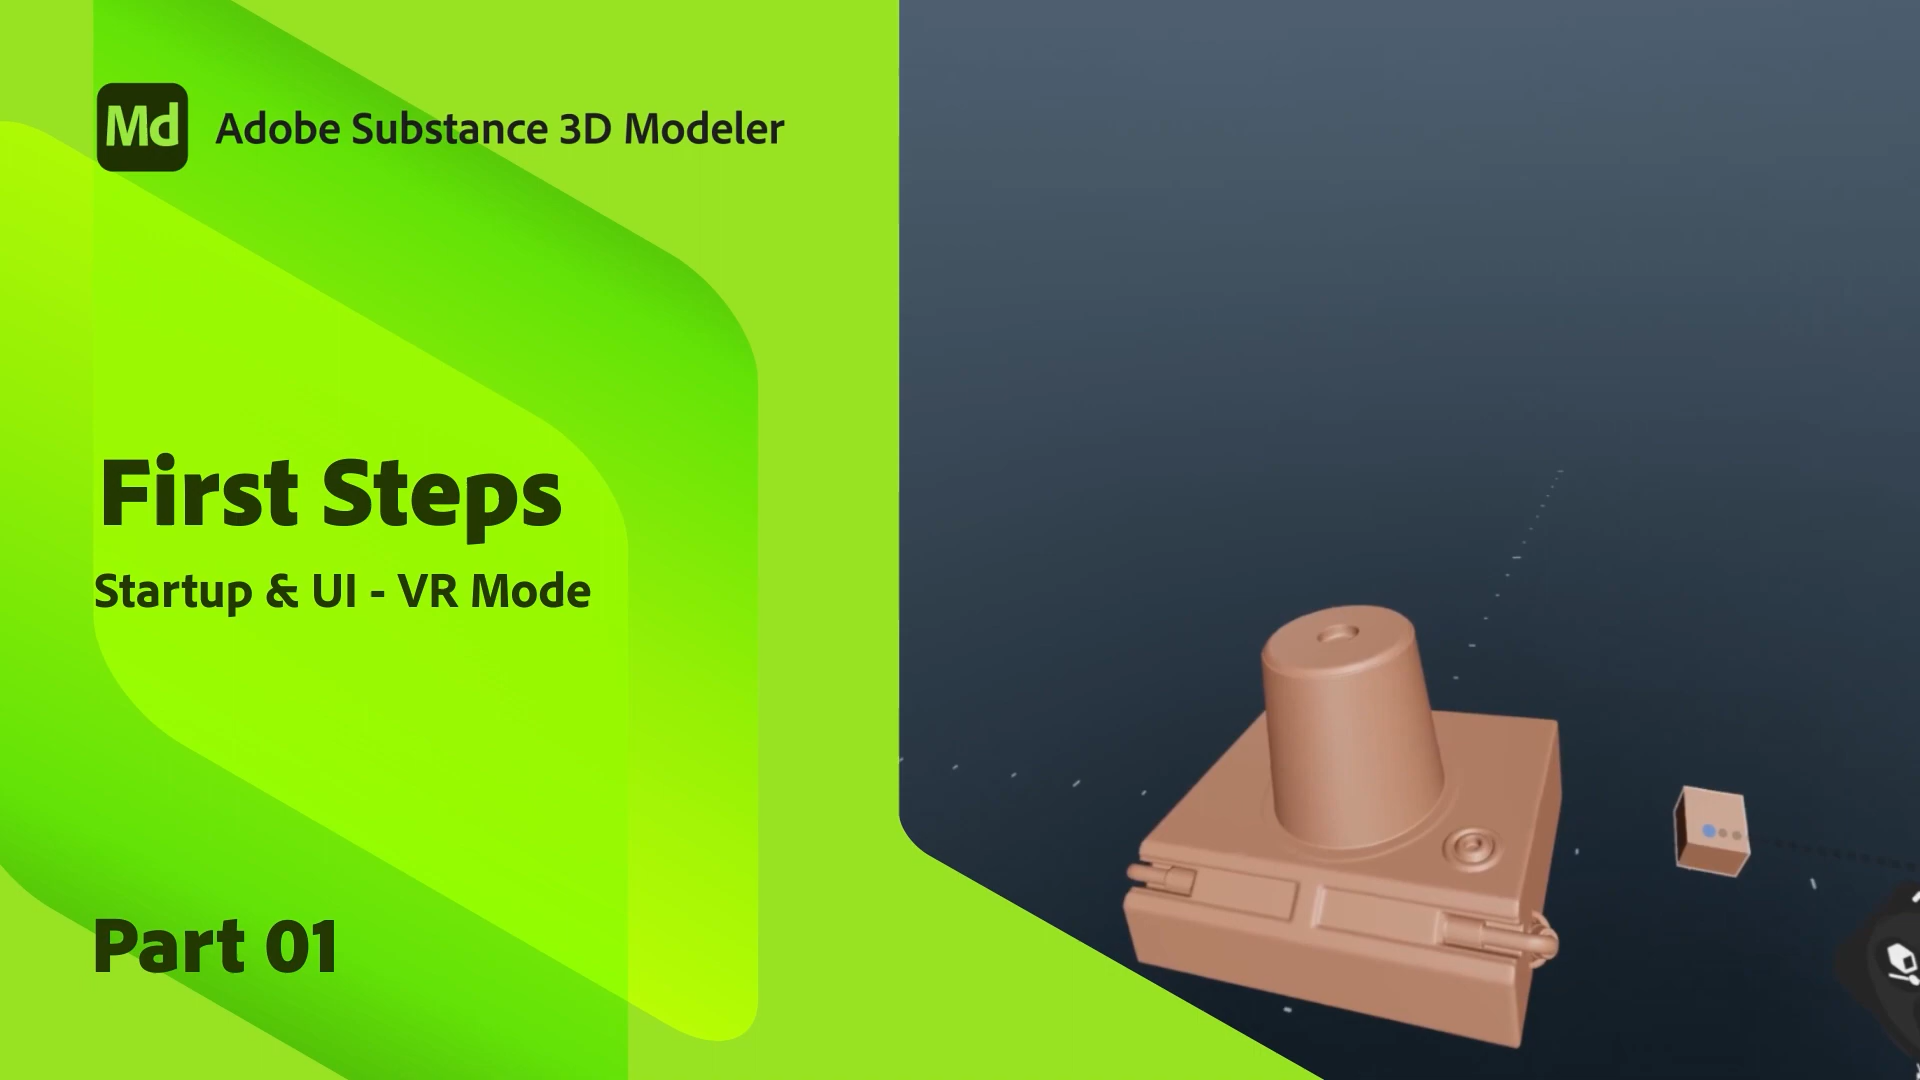 Md Adobe Substance 3D Modeler
First Steps
Startup & UI - VR Mode
Part 01